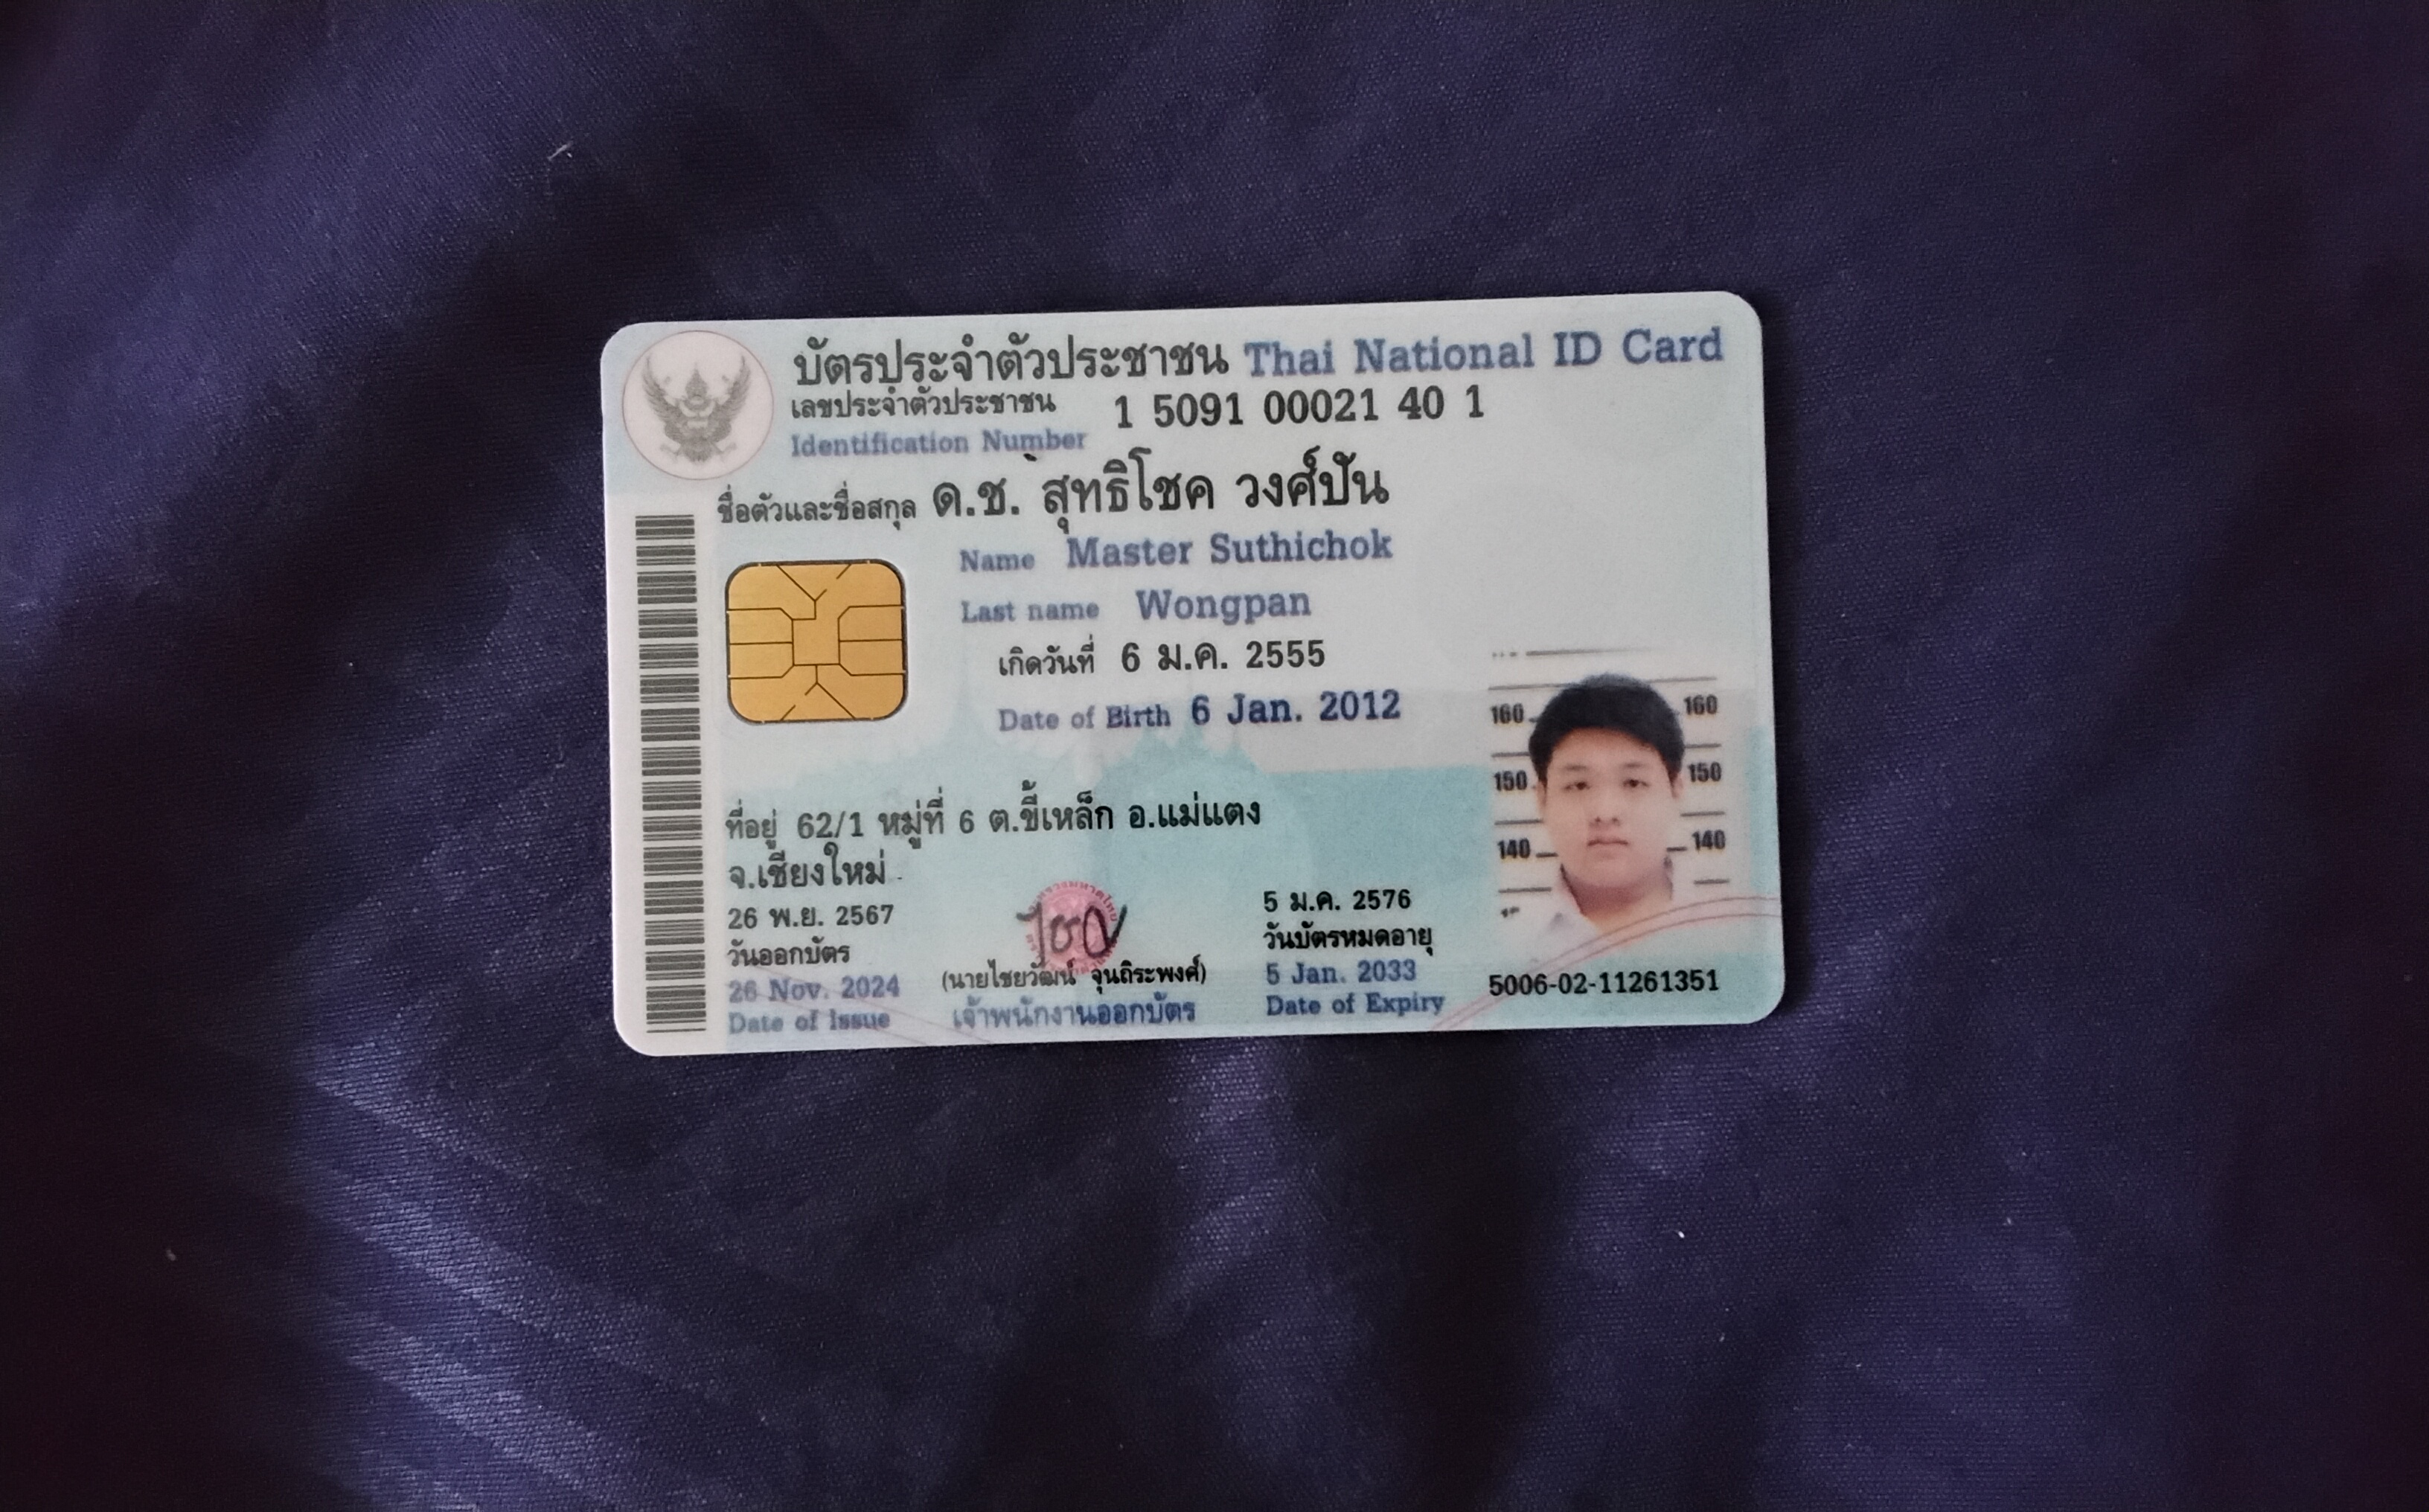 บัตรประจำตัวประชาชน Thai National ID Card
เลขประจำตัวประชาชน 1 5091 00021 40 1
Identification Number
ชื่อตัวและชื่อสกุล ด.ช. สุทธิโชค วงศ์ปัน
Name Master Suthichok
Last name Wongpan
เกิดวันที่ 6 ม.ค. 2555
Date of Birth 6 Jan. 2012
160 160
150 150
140 140
ที่อยู่ 62/1 หมู่ที่ 6 ต.ขี้เหล็ก อ.แม่แตง
จ.เชียงใหม่
26 พ.ย. 2567
วันออกบัตร
26 Nov. 2024
Date of Issue
(นายไชยวัฒน์ จุนถิระพงศ์)
เจ้าพนักงานออกบัตร
5 ม.ค. 2576
วันบัตรหมดอายุ
5 Jan. 2033
Date of Expiry
5006-02-11261351